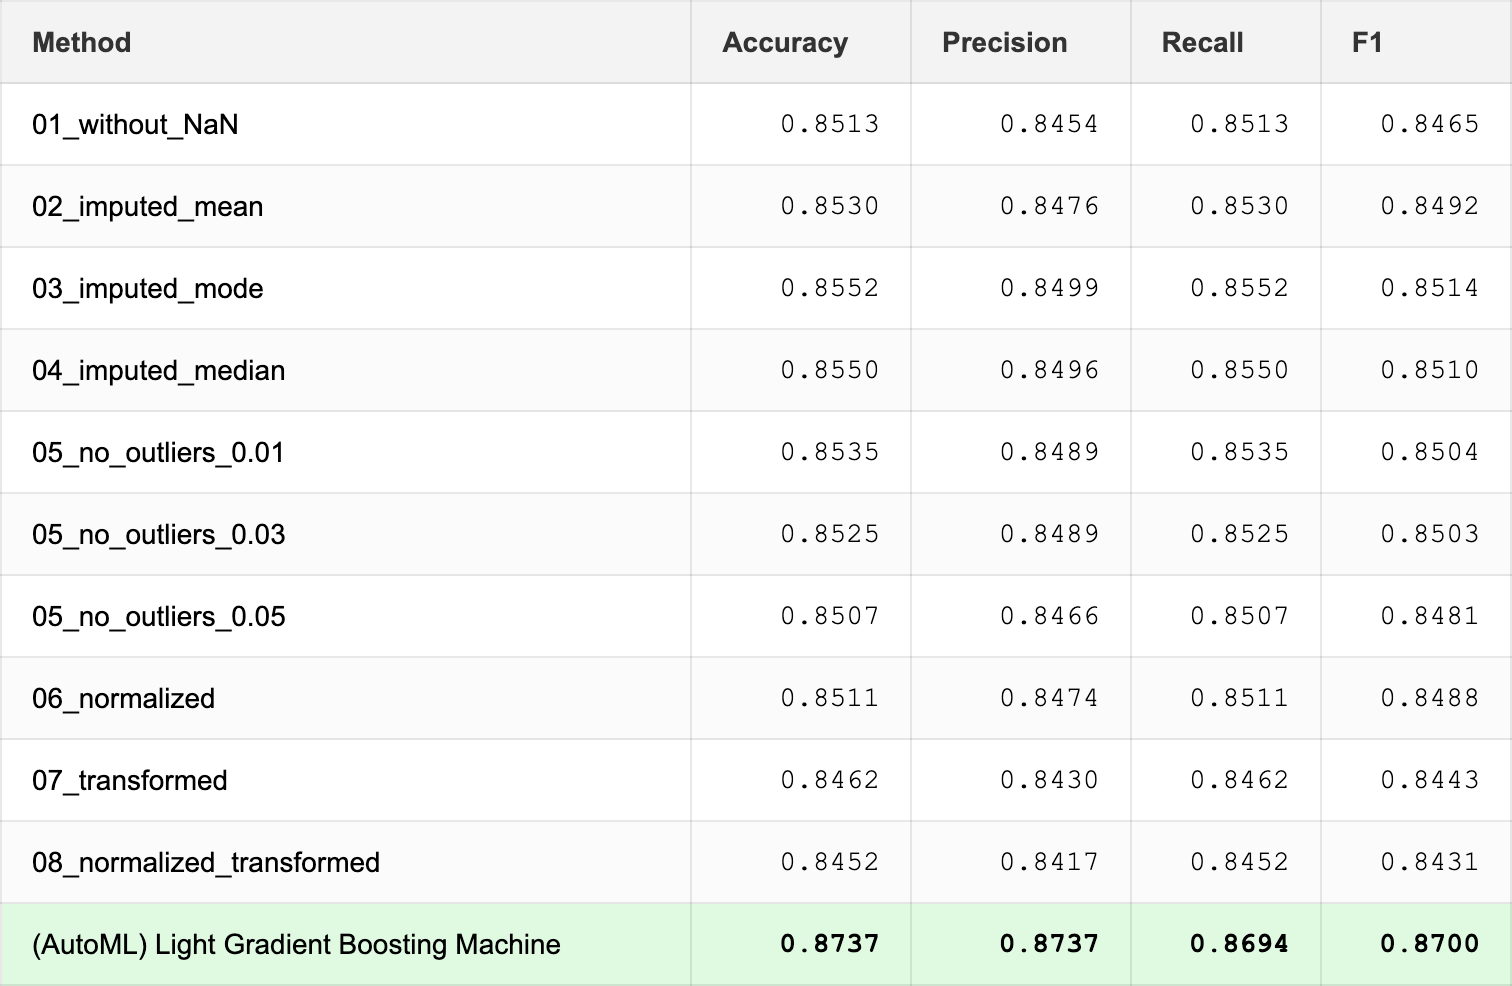 Method Accuracy Precision Recall F1
01_without_NaN 0.8513 0.8454 0.8513 0.8465
02_imputed_mean 0.8530 0.8476 0.8530 0.8492
03_imputed_mode 0.8552 0.8499 0.8552 0.8514
04_imputed_median 0.8550 0.8496 0.8550 0.8510
05_no_outliers_0.01 0.8535 0.8489 0.8535 0.8504
05_no_outliers_0.03 0.8525 0.8489 0.8525 0.8503
05_no_outliers_0.05 0.8507 0.8466 0.8507 0.8481
06_normalized 0.8511 0.8474 0.8511 0.8488
07_transformed 0.8462 0.8430 0.8462 0.8443
08_normalized_transformed 0.8452 0.8417 0.8452 0.8431
(AutoML) Light Gradient Boosting Machine 0.8737 0.8737 0.8694 0.8700